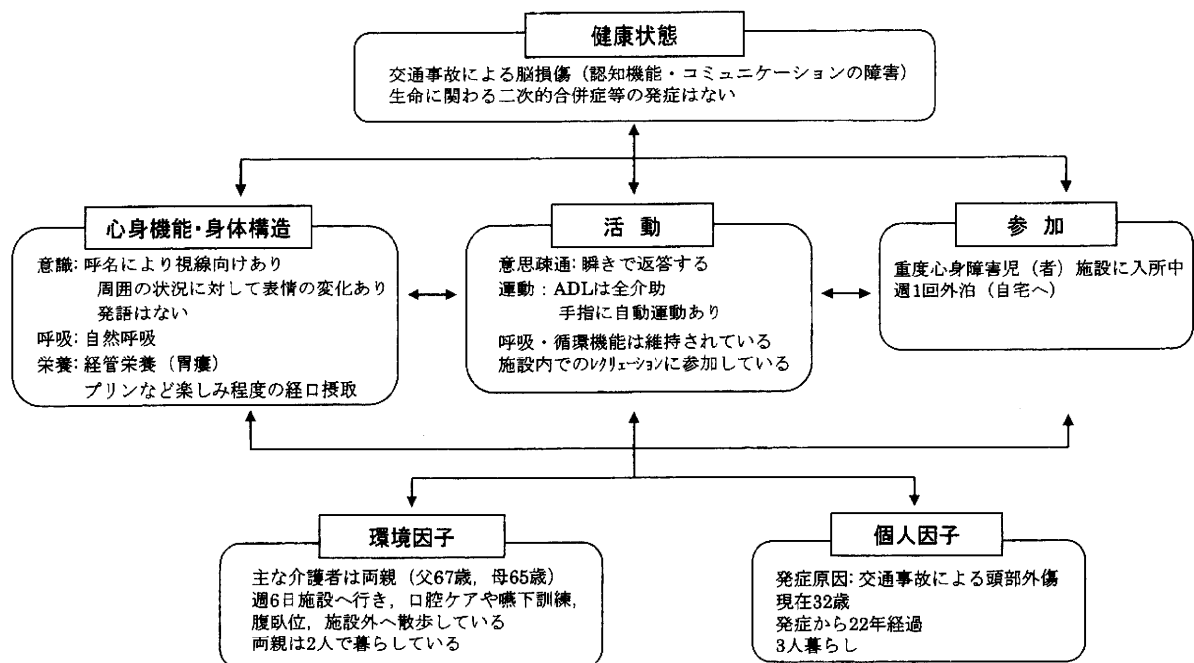 健康状態
交通事故による脳損傷（認知機能・コミュニケーションの障害）
生命に関わる二次的合併症等の発症はない
心身機能・身体構造
意識：呼名により視線向けあり
周囲の状況に対して表情の変化あり
発語はない
呼吸：自然呼吸
栄養：経管栄養（胃瘻）
プリンなど楽しみ程度の経口摂取
活 動
意思疎通：瞬きで返答する
運動：ADLは全介助
手指に自動運動あり
呼吸・循環機能は維持されている
施設内でのﾚｸﾘｪｰｼｮﾝに参加している
参 加
重度心身障害児（者）施設に入所中
週1回外泊（自宅へ）
環境因子
主な介護者は両親（父67歳，母65歳）
週6日施設へ行き，口腔ケアや嚥下訓練，
腹臥位，施設外へ散歩している
両親は2人で暮らしている
個人因子
発症原因：交通事故による頭部外傷
現在32歳
発症から22年経過
3人暮らし